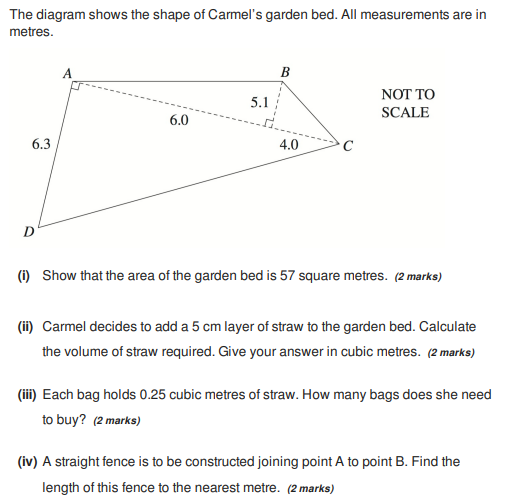 The diagram shows the shape of Carmel's garden bed. All measurements are in
metres.
A
B
5.1
NOT TO
SCALE
6.0
6.3
4.0
C
D
(i) Show that the area of the garden bed is 57 square metres. (2 marks)
(ii) Carmel decides to add a 5 cm layer of straw to the garden bed. Calculate
the volume of straw required. Give your answer in cubic metres. (2 marks)
(iii) Each bag holds 0.25 cubic metres of straw. How many bags does she need
to buy? (2 marks)
(iv) A straight fence is to be constructed joining point A to point B. Find the
length of this fence to the nearest metre. (2 marks)